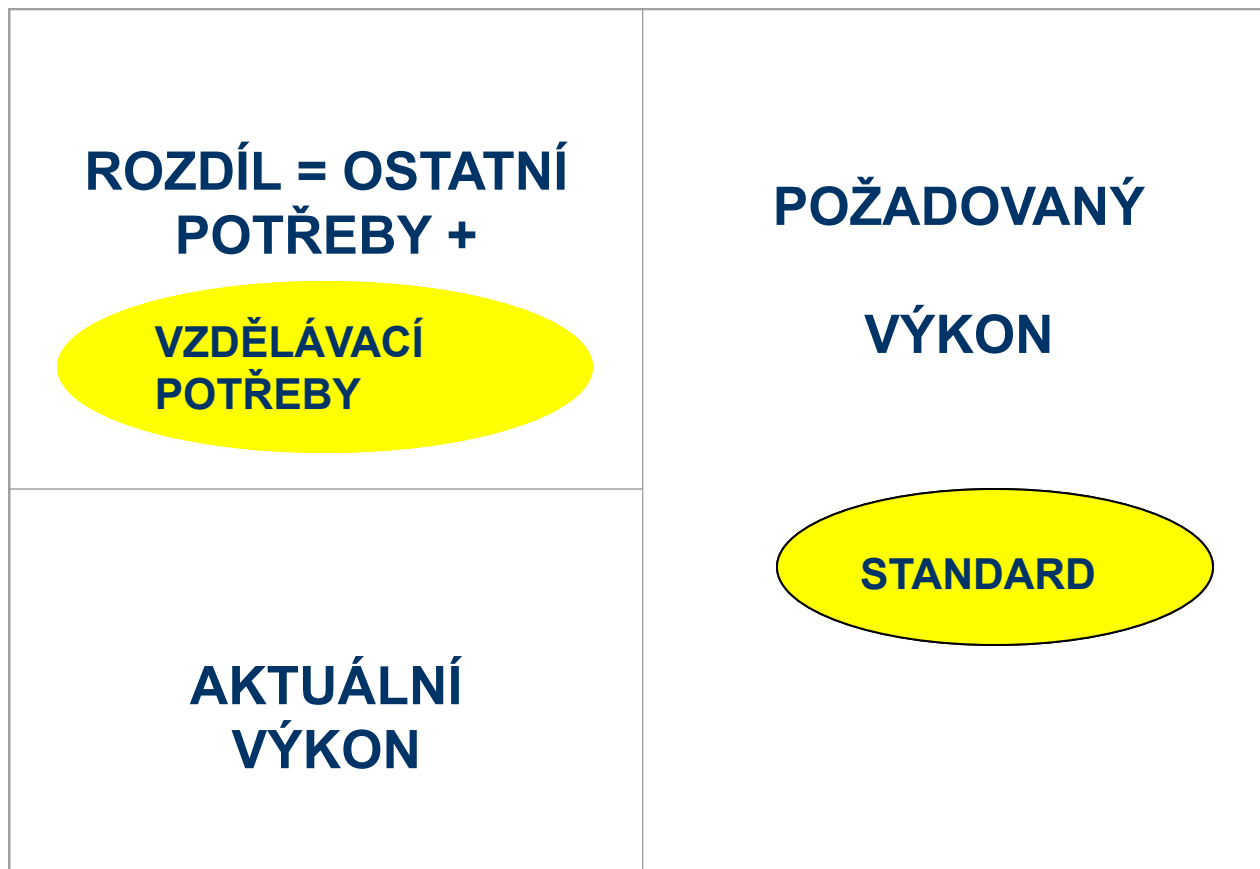 ROZDÍL = OSTATNÍ
POTŘEBY +
VZDĚLÁVACÍ
POTŘEBY
AKTUÁLNÍ
VÝKON
POŽADOVANÝ
VÝKON
STANDARD